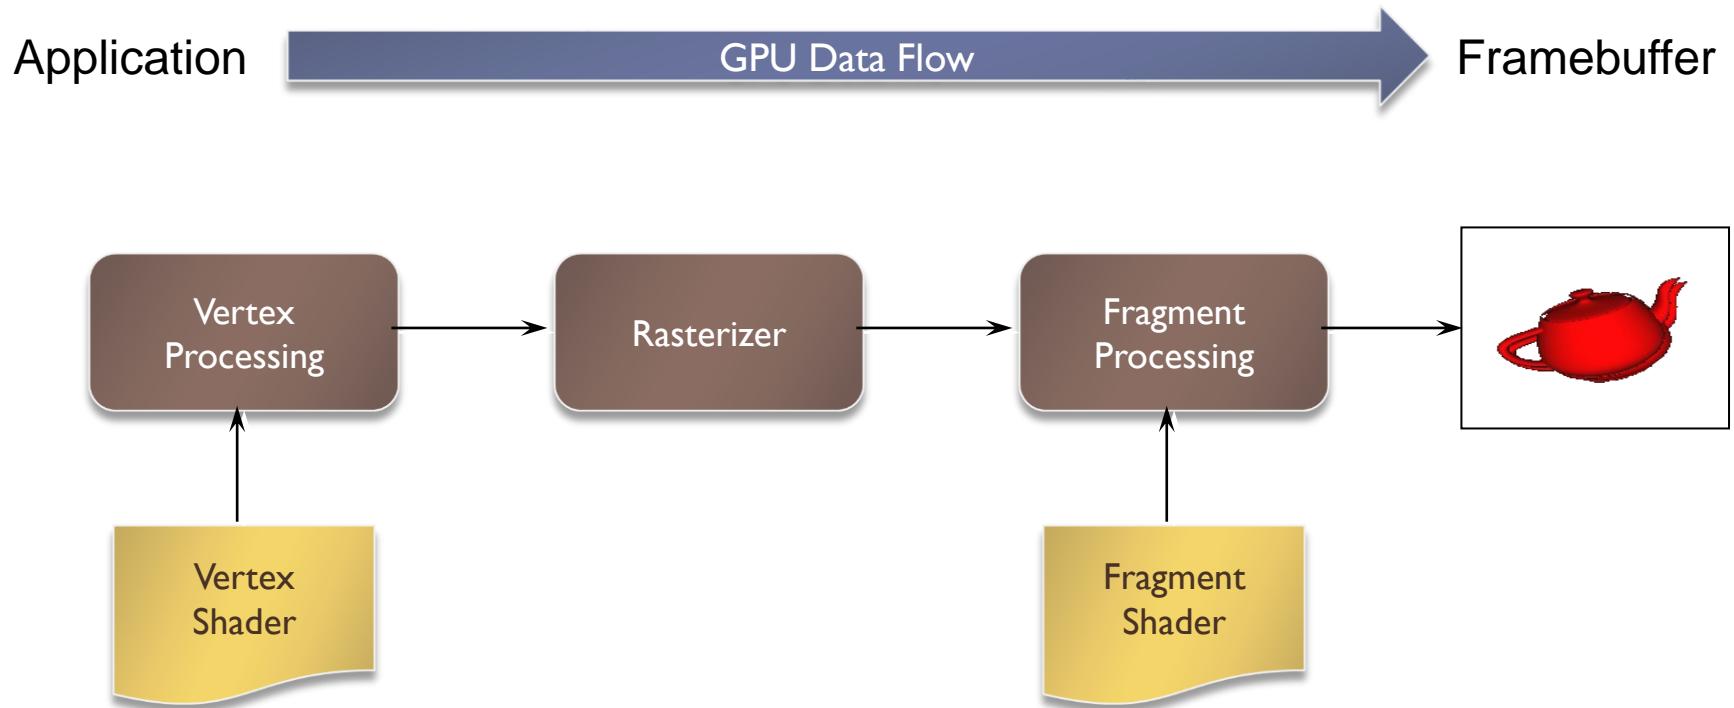 Application
GPU Data Flow
Framebuffer
Vertex
Processing
Rasterizer
Fragment
Processing
Vertex
Shader
Fragment
Shader